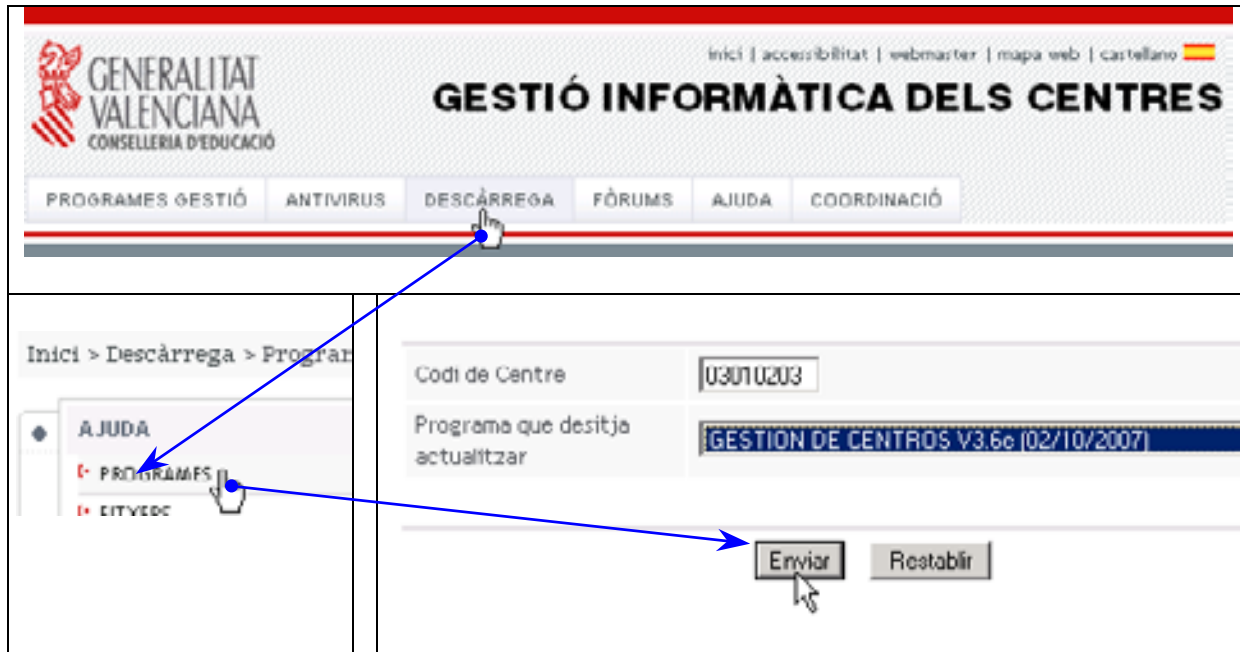 inici | accessibilitat | webmaster | mapa web | castellano
GENERALITAT
VALENCIANA
CONSELLERIA D'EDUCACIÓ
GESTIÓ INFORMÀTICA DELS CENTRES
PROGRAMES GESTIÓ ANTIVIRUS DESCÀRREGA FÒRUMS AJUDA COORDINACIÓ
Inici > Descàrrega > Program
AJUDA
PROGRAMES
FITXERS
Codi de Centre 03010203
Programa que desitja
actualitzar
GESTION DE CENTROS V3.6c (02/10/2007)
Enviar Restablir